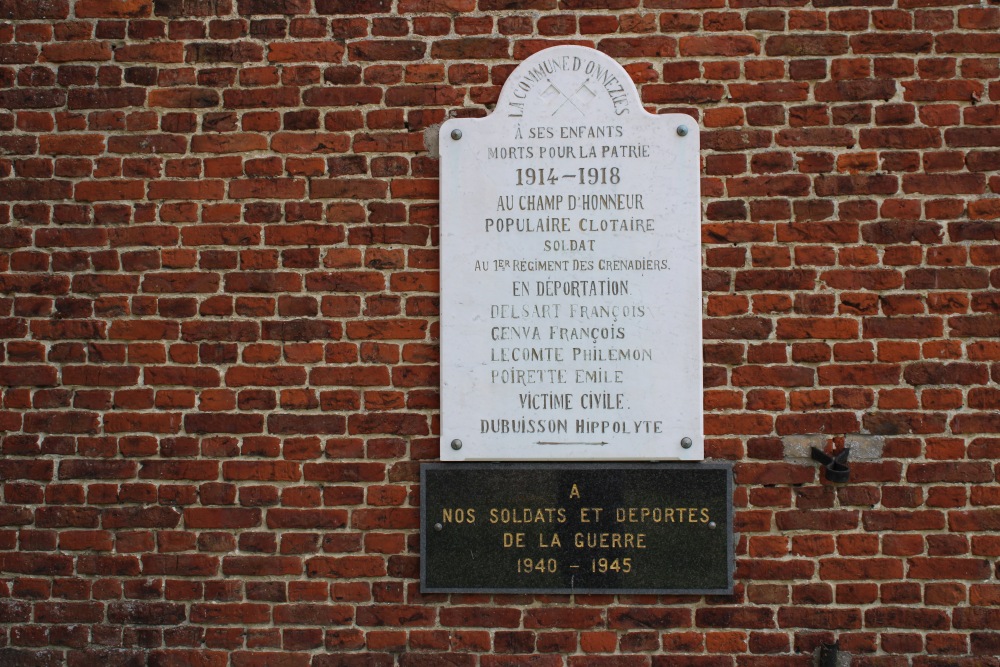 LA COMMUNE D'ONNEZIES
À SES ENFANTS
MORTS POUR LA PATRIE
1914-1918
AU CHAMP D'HONNEUR
POPULAIRE CLOTAIRE
SOLDAT
AU 1ER RÉGIMENT DES GRENADIERS.
EN DÉPORTATION.
DELSART FRANÇOIS
GENVA FRANÇOIS
LECOMTE PHILEMON
POIRETTE EMILE
VICTIME CIVILE.
DUBUISSON HIPPOLYTE
A
NOS SOLDATS ET DEPORTES
DE LA GUERRE
1940 - 1945